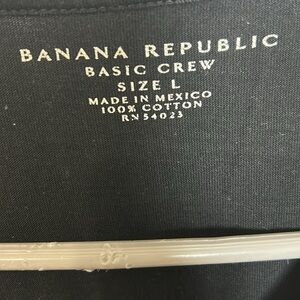 BANANA REPUBLIC
BASIC CREW
SIZE L
MADE IN MEXICO
100% COTTON
RN 54023